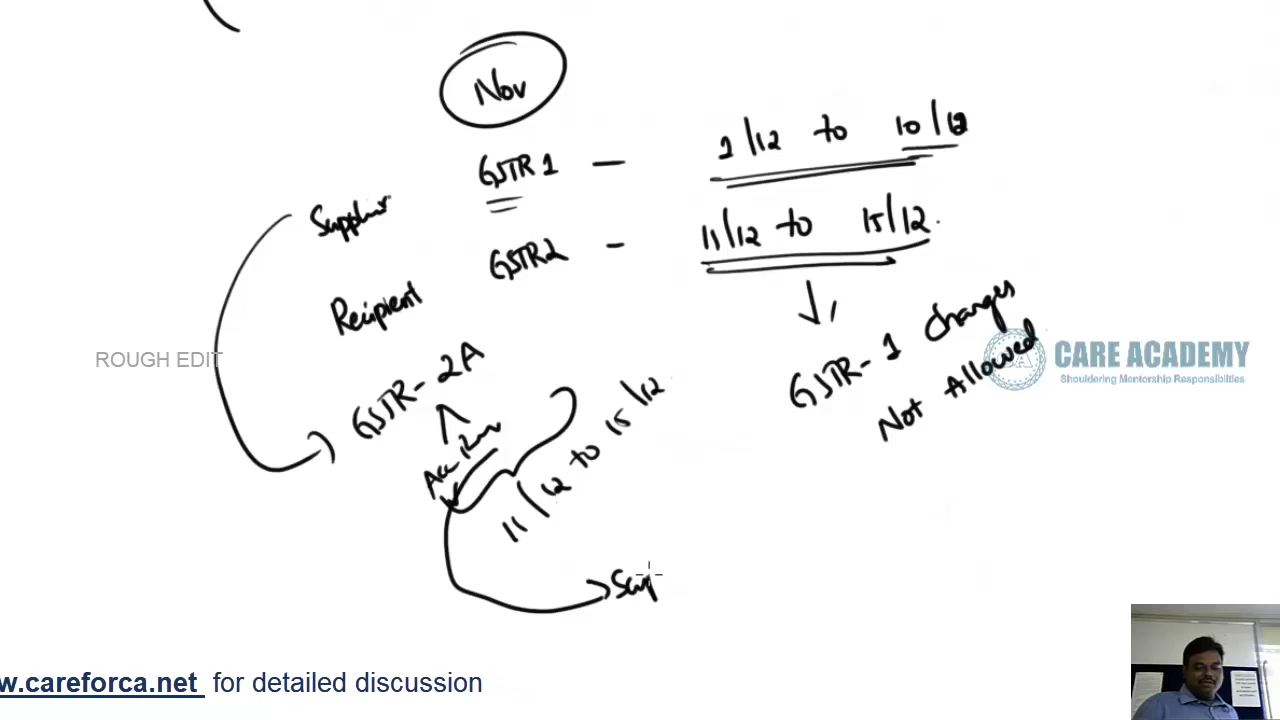 Nov
GSTR1 – 1/12 to 10/12
Supplier
GSTR2 – 11/12 to 15/12.
Recipient
GSTR-1 Changes
Not Allowed
ROUGH EDIT
CARE ACADEMY
Shouldering Mentorship Responsibilities
GSTR-2A
11/12 to 15/12
w.careforca.net for detailed discussion